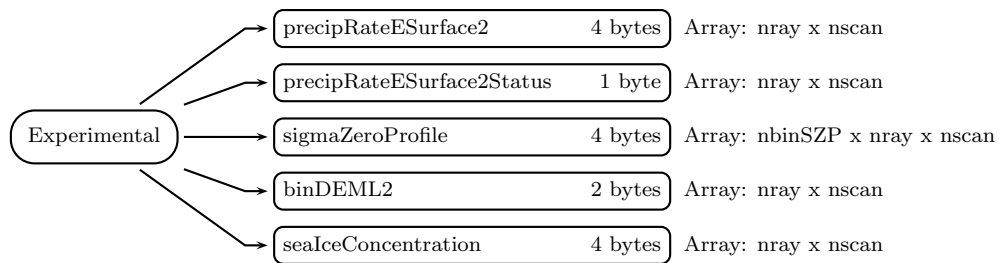 precipRateESurface2 4 bytes Array: nray x nscan
precipRateESurface2Status 1 byte Array: nray x nscan
Experimental sigmaZeroProfile 4 bytes Array: nbinSZP x nray x nscan
binDEML2 2 bytes Array: nray x nscan
seaIceConcentration 4 bytes Array: nray x nscan